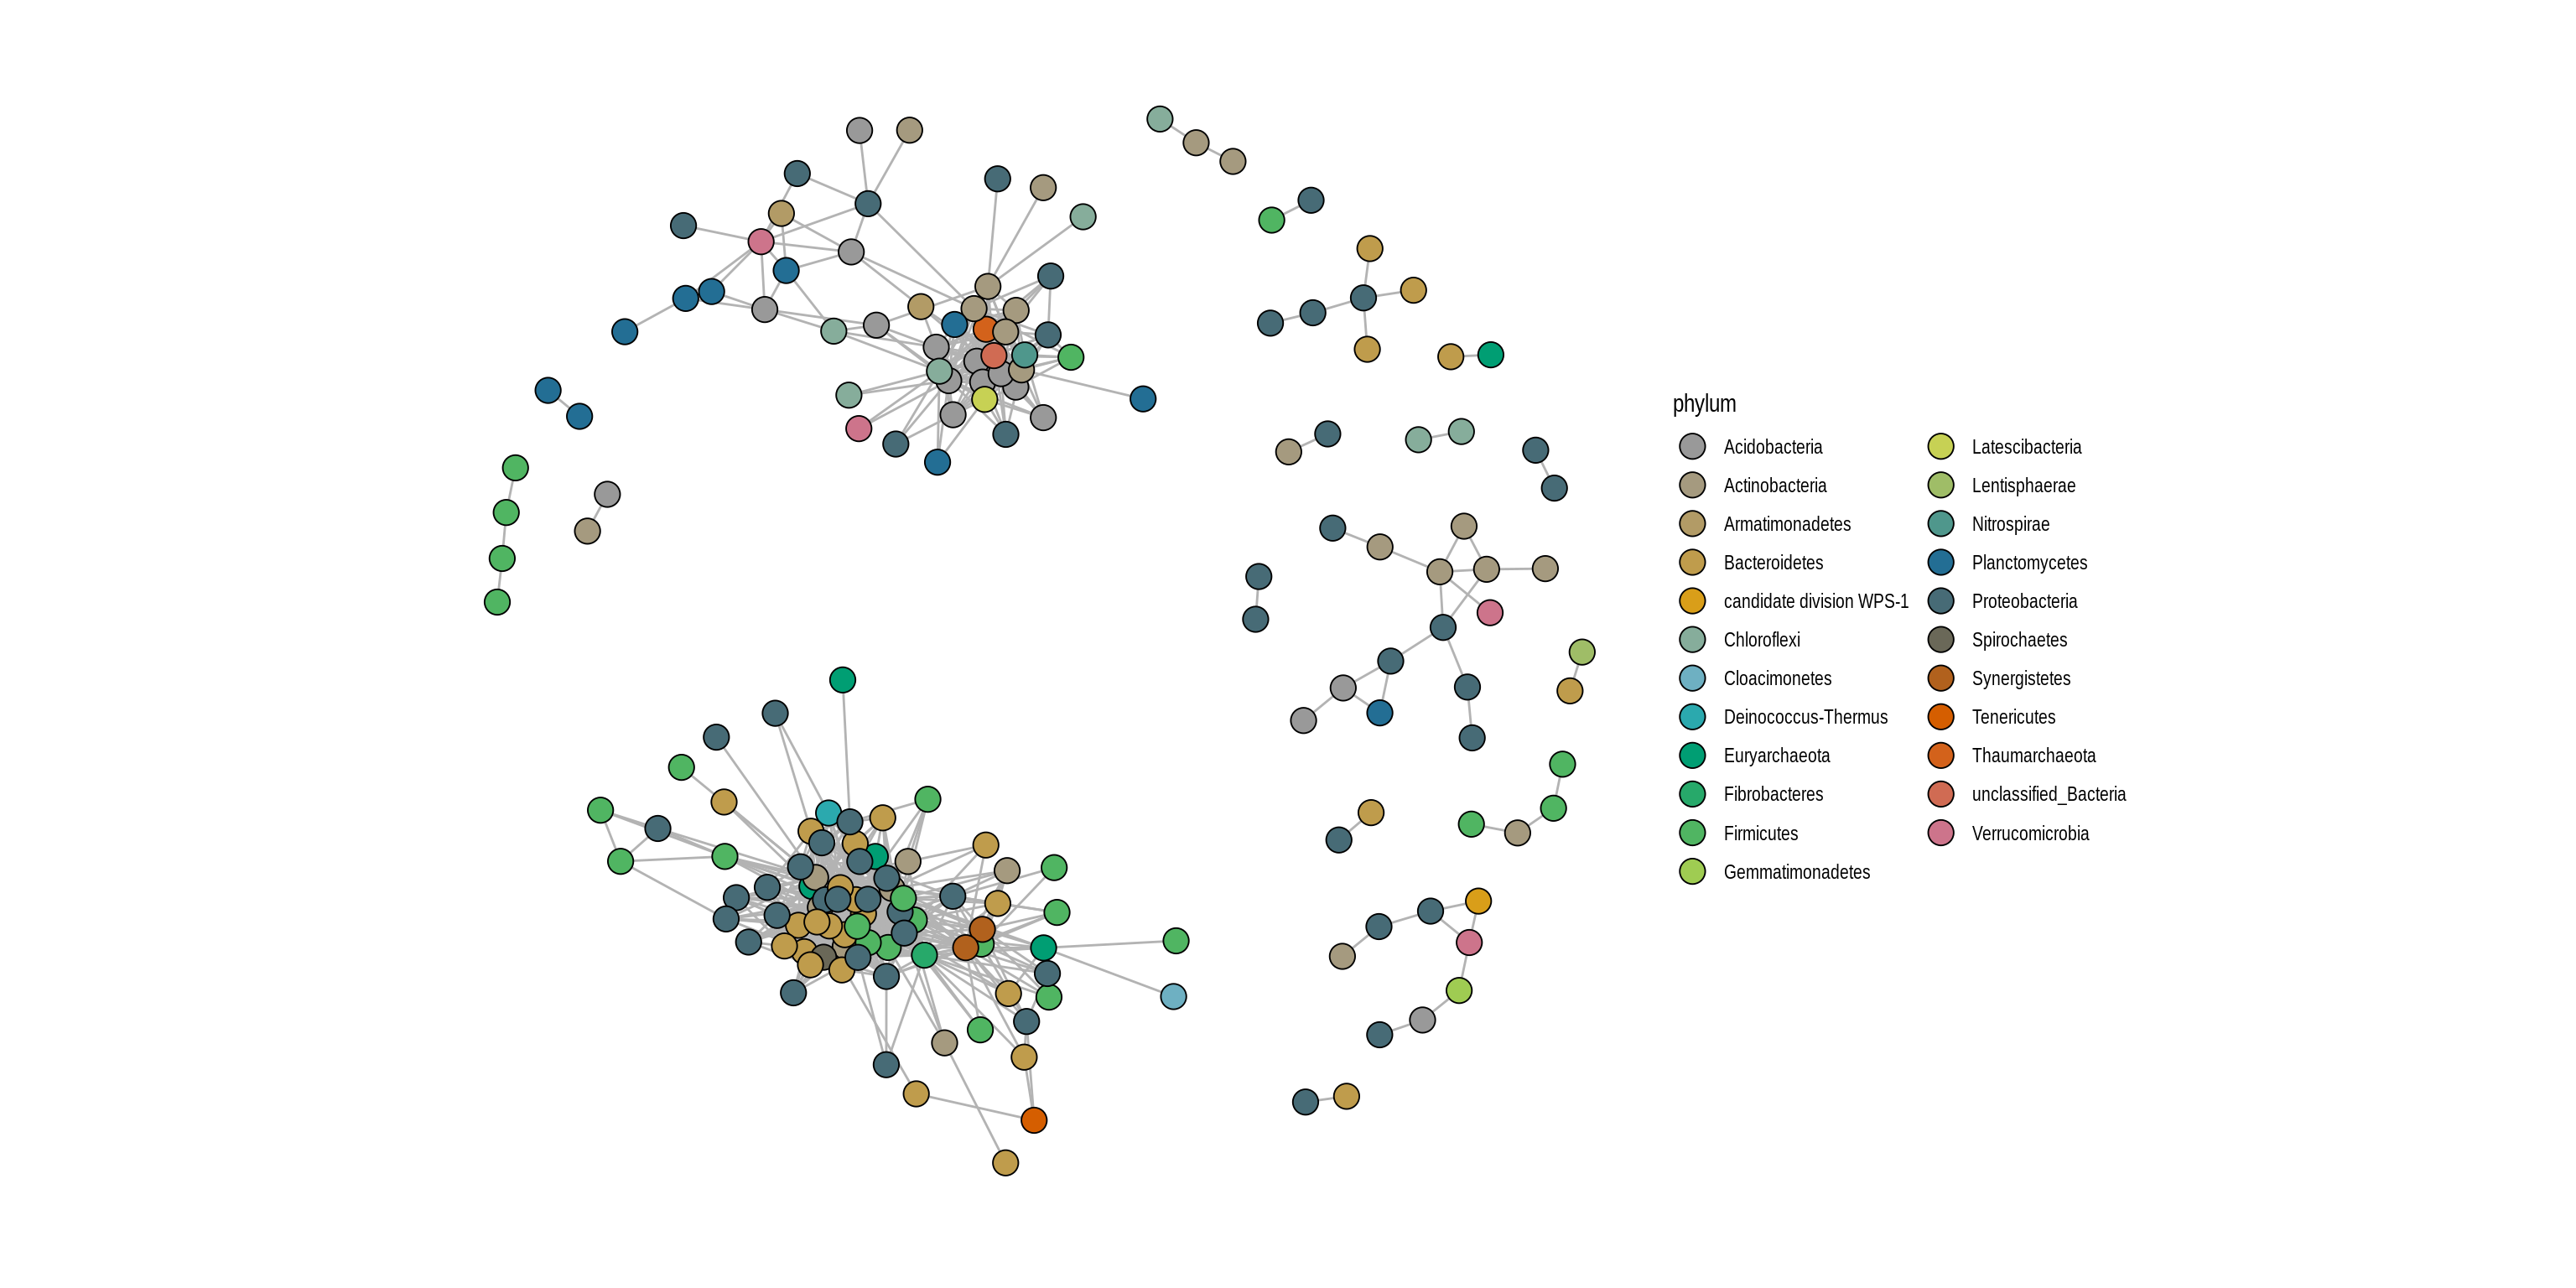 phylum
Acidobacteria
Actinobacteria
Armatimonadetes
Bacteroidetes
candidate division WPS-1
Chloroflexi
Cloacimonetes
Deinococcus-Thermus
Euryarchaeota
Fibrobacteres
Firmicutes
Gemmatimonadetes
Latescibacteria
Lentisphaerae
Nitrospirae
Planctomycetes
Proteobacteria
Spirochaetes
Synergistetes
Tenericutes
Thaumarchaeota
unclassified_Bacteria
Verrucomicrobia